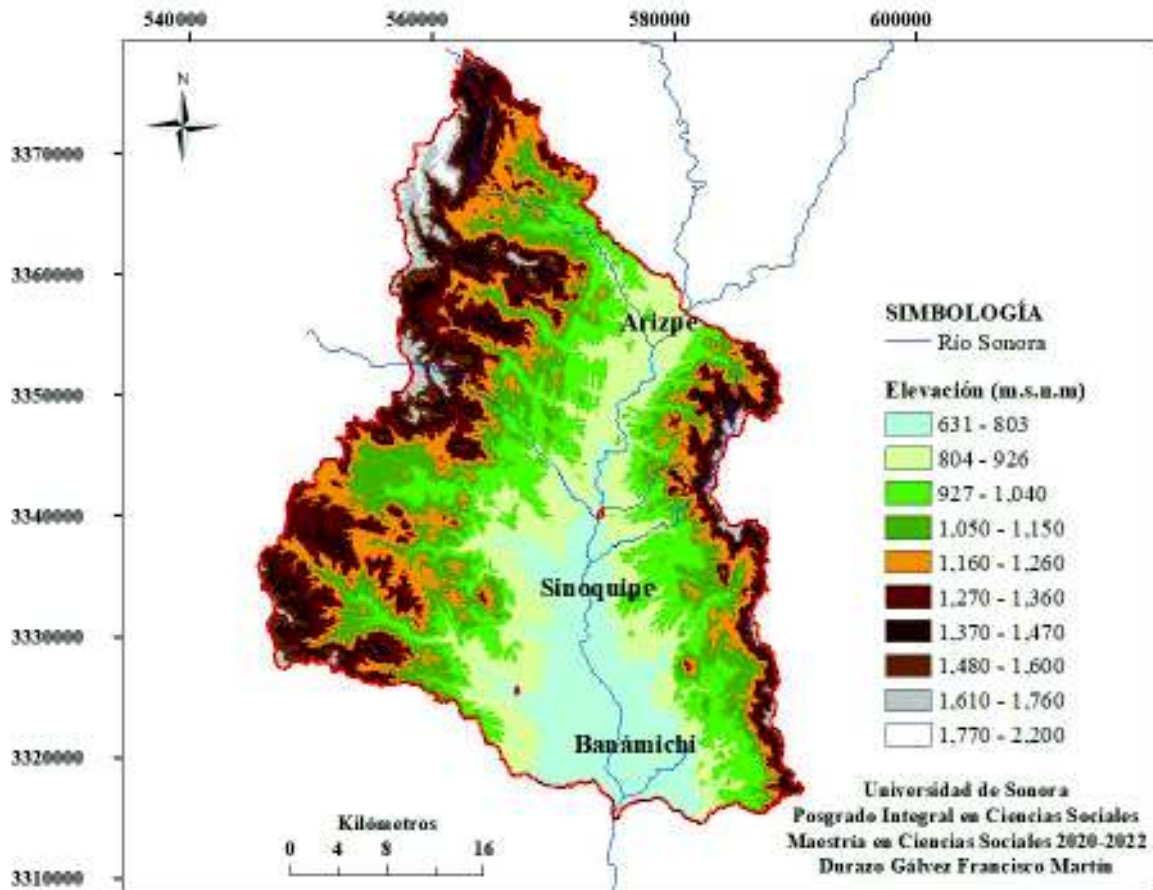 540000 560000 580000 600000
N
3370000
3360000
3350000
3340000
3330000
3320000
3310000
Arizpe
Sinoquipe
Banámichi
SIMBOLOGÍA
Río Sonora
Elevación (m.s.n.m)
631 - 803
804 - 926
927 - 1,040
1,050 - 1,150
1,160 - 1,260
1,270 - 1,360
1,370 - 1,470
1,480 - 1,600
1,610 - 1,760
1,770 - 2,200
Kilómetros
0 4 8 16
Universidad de Sonora
Posgrado Integral en Ciencias Sociales
Maestría en Ciencias Sociales 2020-2022
Durazo Gálvez Francisco Martín